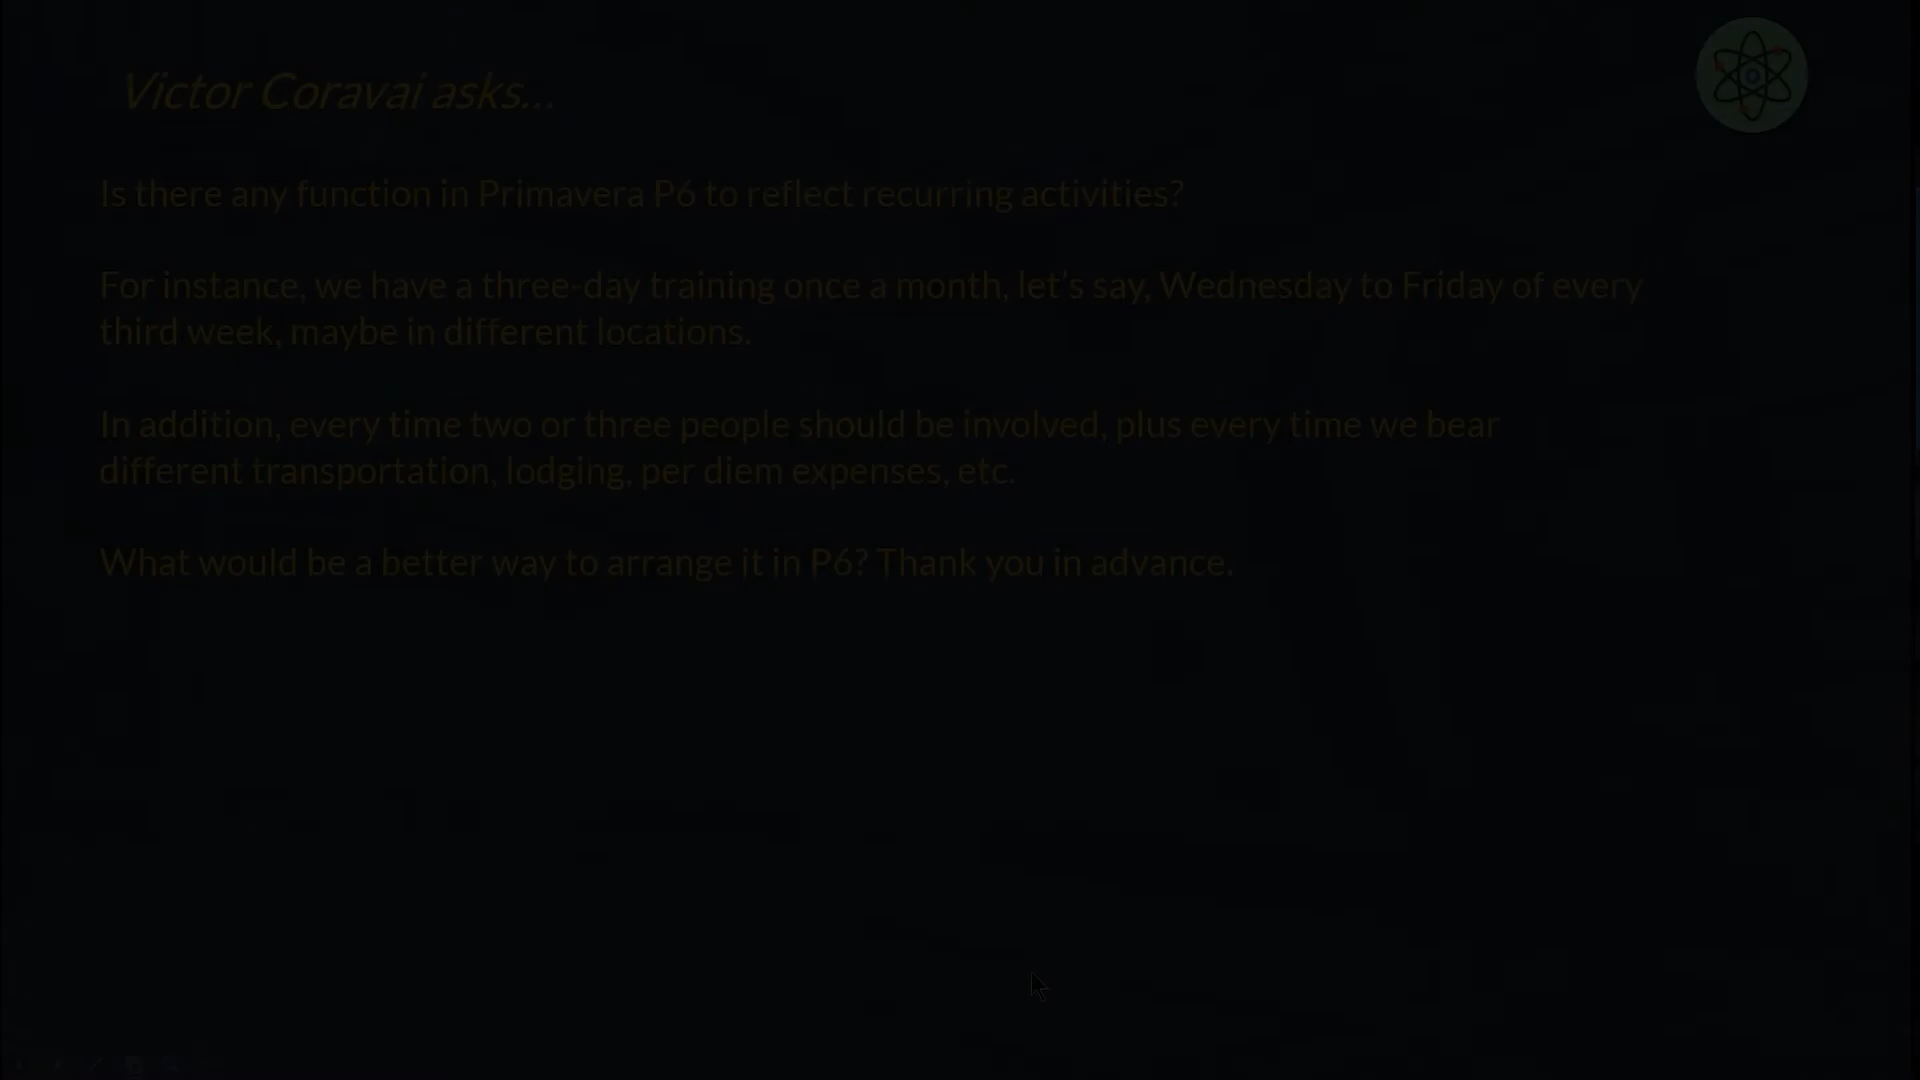 Victor Coravai asks...
Is there any function in Primavera P6 to reflect recurring activities?
For instance, we have a three-day training once a month, let's say, Wednesday to Friday of every
third week, maybe in different locations.
In addition, every time two or three people should be involved, plus every time we bear
different transportation, lodging, per diem expenses, etc.
What would be a better way to arrange it in P6? Thank you in advance.